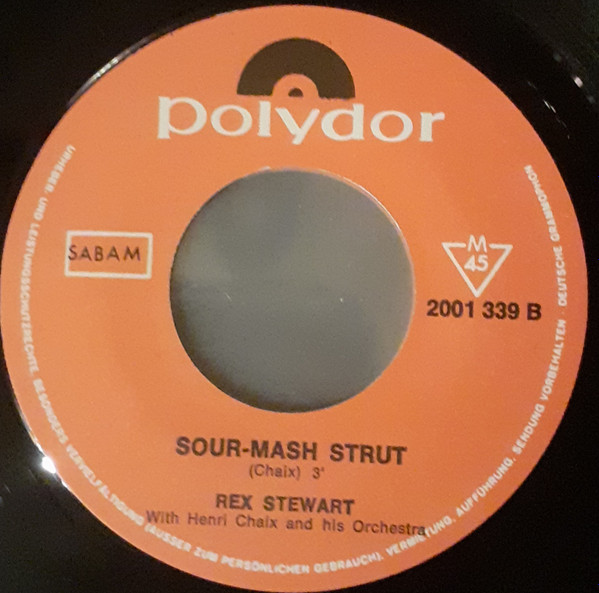 polydor
SABAM
M
45
2001 339 B
SOUR-MASH STRUT
(Chaix) 3'
REX STEWART
With Henri Chaix and his Orchestra
URHEBER- UND LEISTUNGSSCHUTZRECHTE, BESONDERS VERVIELFÄLTIGUNG (AUSSER ZUM PERSÖNLICHEN GEBRAUCH), VERMIETUNG, AUFFÜHRUNG, SENDUNG VORBEHALTEN · DEUTSCHE GRAMMOPHON